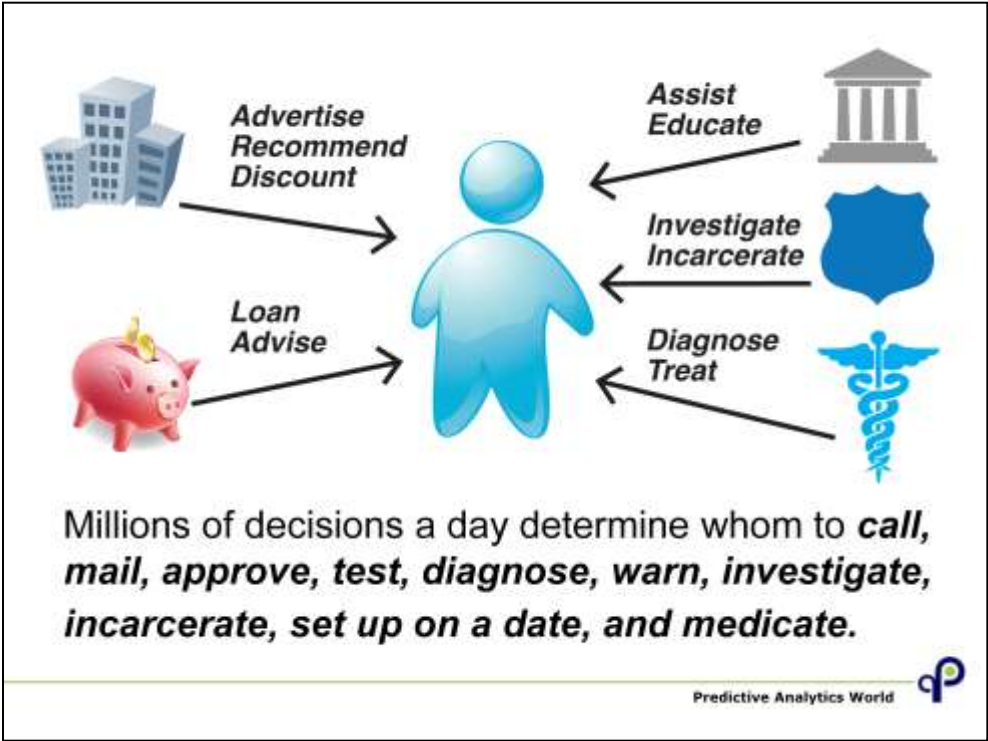 Advertise
Recommend
Discount
Assist
Educate
Investigate
Incarcerate
Loan
Advise
Diagnose
Treat
Millions of decisions a day determine whom to call,
mail, approve, test, diagnose, warn, investigate,
incarcerate, set up on a date, and medicate.
Predictive Analytics World